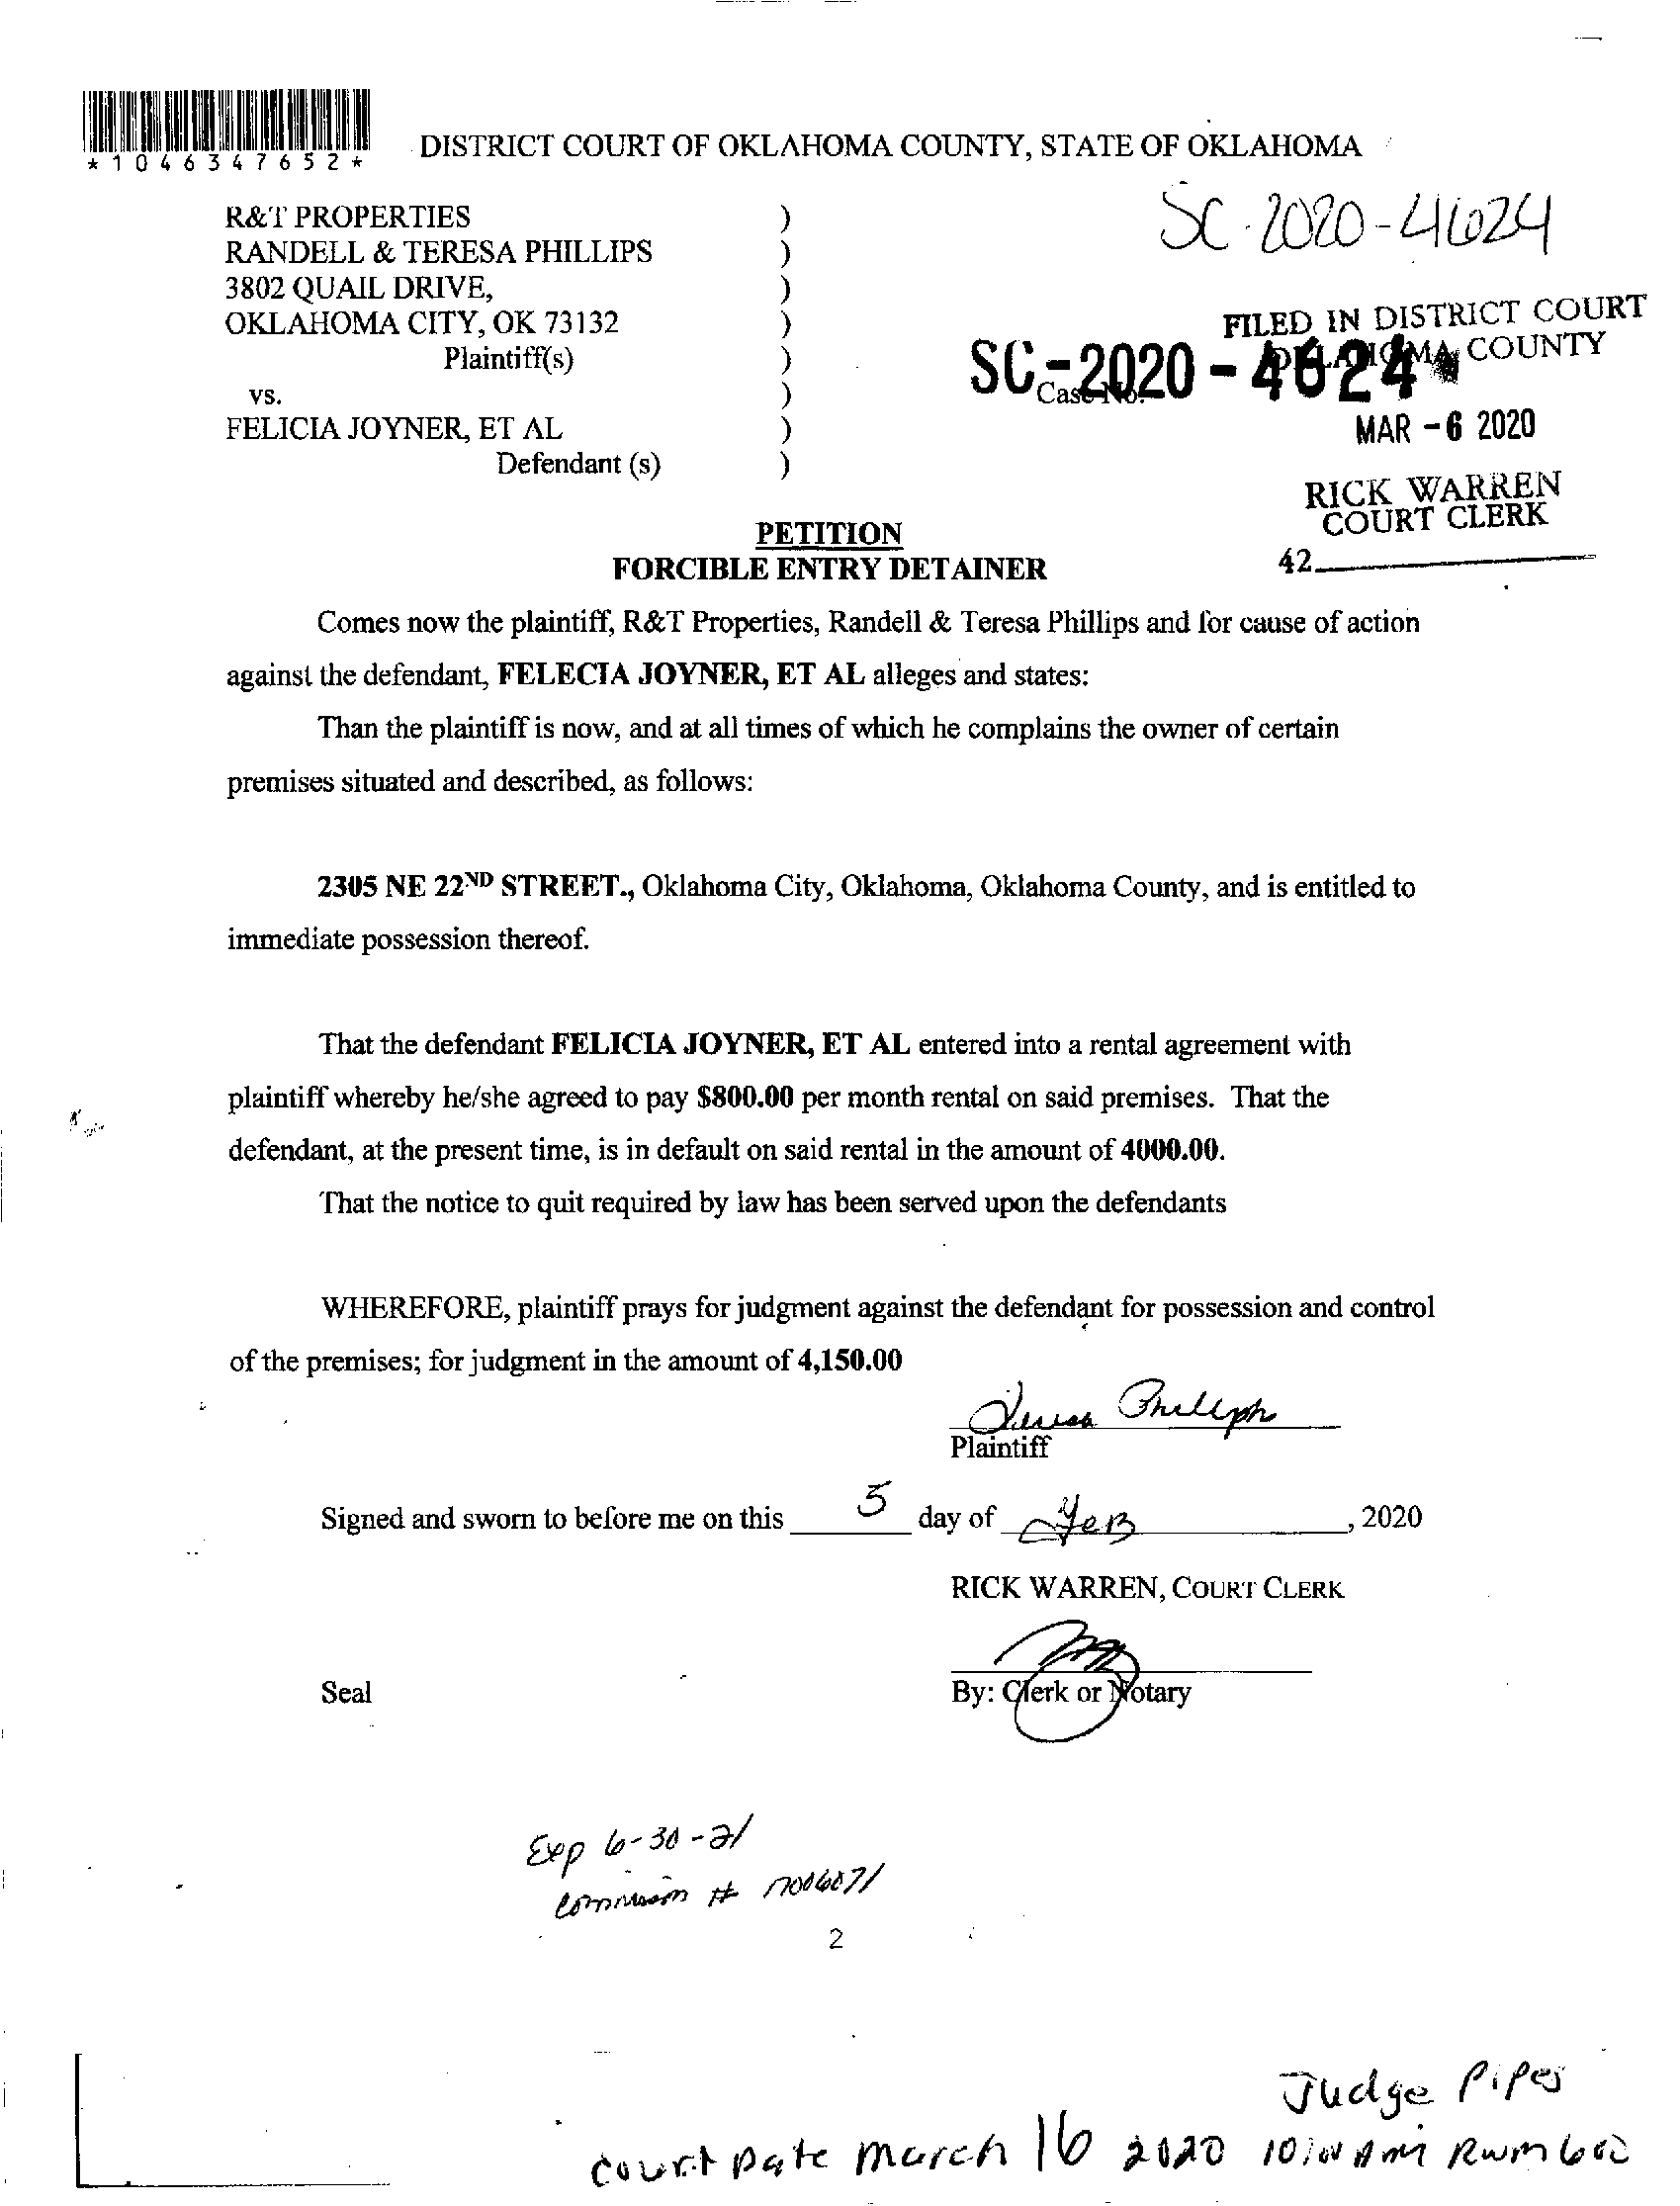 *1046347652*
DISTRICT COURT OF OKLAHOMA COUNTY, STATE OF OKLAHOMA
SC-2020-4624
R&T PROPERTIES )
RANDELL & TERESA PHILLIPS )
3802 QUAIL DRIVE, )
OKLAHOMA CITY, OK 73132 )
Plaintiff(s) )
vs. )
FELICIA JOYNER, ET AL )
Defendant (s) )
FILED IN DISTRICT COURT
OKLAHOMA COUNTY
SC-2020-4624
Case No.
MAR -6 2020
RICK WARREN
COURT CLERK
42
PETITION
FORCIBLE ENTRY DETAINER
Comes now the plaintiff, R&T Properties, Randell & Teresa Phillips and for cause of action
against the defendant, FELECIA JOYNER, ET AL alleges and states:
Than the plaintiff is now, and at all times of which he complains the owner of certain
premises situated and described, as follows:
2305 NE 22ND STREET., Oklahoma City, Oklahoma, Oklahoma County, and is entitled to
immediate possession thereof.
That the defendant FELICIA JOYNER, ET AL entered into a rental agreement with
plaintiff whereby he/she agreed to pay $800.00 per month rental on said premises. That the
defendant, at the present time, is in default on said rental in the amount of 4000.00.
That the notice to quit required by law has been served upon the defendants
WHEREFORE, plaintiff prays for judgment against the defendant for possession and control
of the premises; for judgment in the amount of 4,150.00
Teresa Phillips
Plaintiff
Signed and sworn to before me on this 5 day of Feb, 2020
RICK WARREN, COURT CLERK
Seal
By: Clerk or Notary
Exp 6-30-21
Commission #
2
Judge Pipes
Court Date March 16 2020 10:00 Am